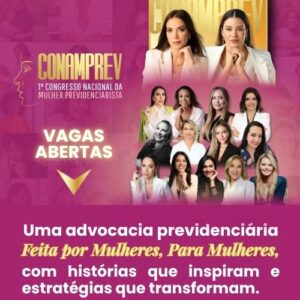 CONAMPREV
CONAMPREV
1º CONGRESSO NACIONAL DA
MULHER PREVIDENCIARISTA
VAGAS
ABERTAS
Uma advocacia previdenciária
Feita por Mulheres, Para Mulheres,
com histórias que inspiram e
estratégias que transformam.